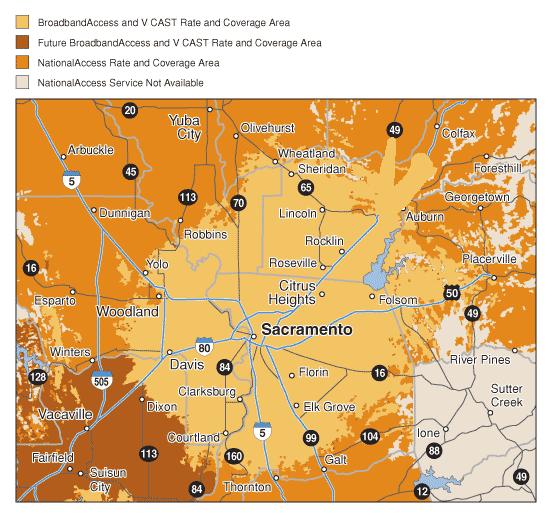 BroadbandAccess and V CAST Rate and Coverage Area
Future BroadbandAccess and V CAST Rate and Coverage Area
NationalAccess Rate and Coverage Area
NationalAccess Service Not Available
20
Yuba
City
Olivehurst
49
Colfax
Arbuckle
Wheatland
Sheridan
Foresthill
5
45
65
113
70
Georgetown
Dunnigan
Lincoln
Auburn
Robbins
Rocklin
16
Yolo
Roseville
Placerville
Esparto
Citrus
Heights
Folsom
50
Woodland
49
Sacramento
80
Winters
Davis
84
River Pines
128
505
Florin
16
Clarksburg
Sutter
Creek
Dixon
Elk Grove
Vacaville
Courtland
5
99
104
Ione
88
Fairfield
113
160
Galt
Suisun
City
84
Thornton
12
49